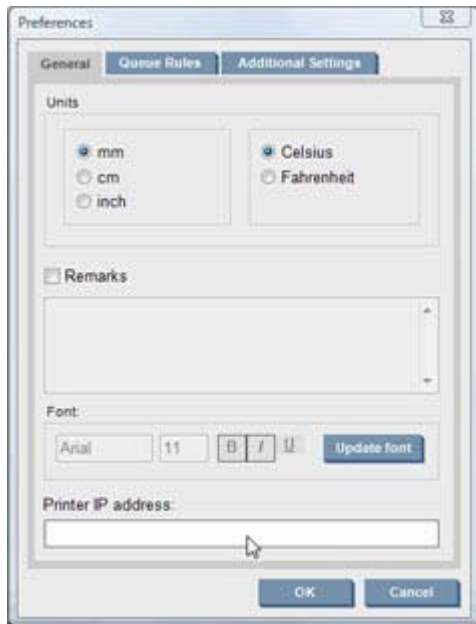 Preferences
General Queue Rules Additional Settings
Units
mm Celsius
cm Fahrenheit
inch
Remarks
Font:
Arial 11 B I U Update font
Printer IP address:
OK Cancel